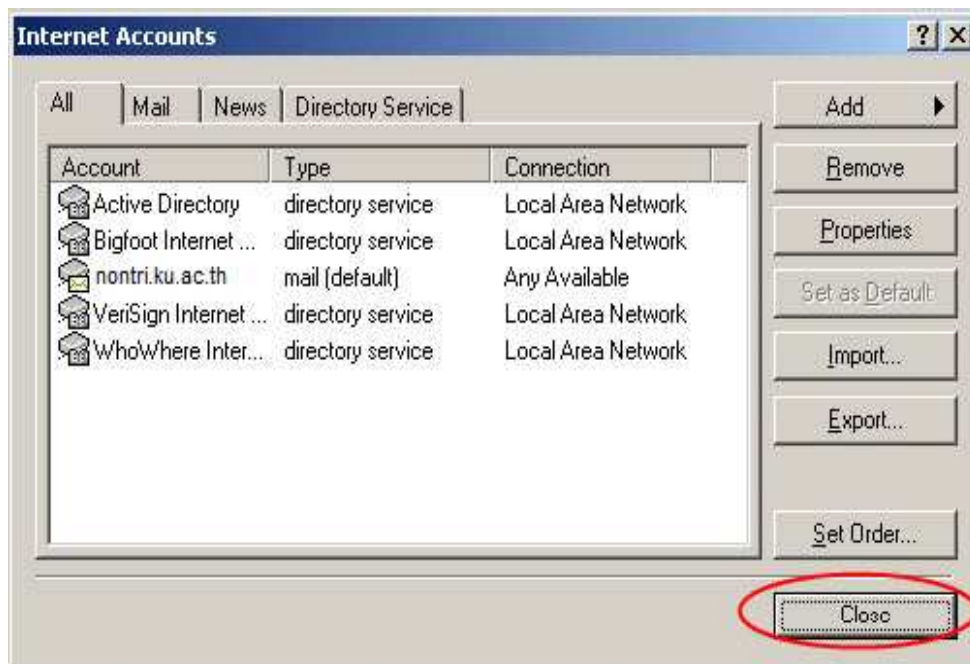 Internet Accounts
All Mail News Directory Service
Add
Remove
Properties
Set as Default
Import...
Export...
Set Order...
Close
Account Type Connection
Active Directory directory service Local Area Network
Bigfoot Internet ... directory service Local Area Network
nontri.ku.ac.th mail (default) Any Available
VeriSign Internet ... directory service Local Area Network
WhoWhere Inter... directory service Local Area Network